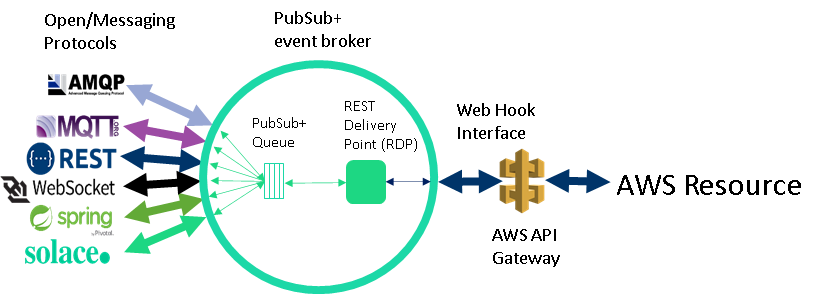 Open/Messaging
Protocols
PubSub+
event broker
AMQP
Advanced Message Queuing Protocol
MQTT.ORG
REST
WebSocket
spring
by Pivotal.
solace.
PubSub+
Queue
REST
Delivery
Point (RDP)
Web Hook
Interface
AWS API
Gateway
AWS Resource